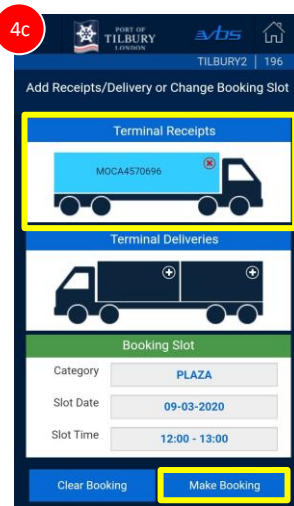 4c
PORT OF
TILBURY
LONDON
vbs
TILBURY2 | 196
Add Receipts/Delivery or Change Booking Slot
Terminal Receipts
MOCA4570696
Terminal Deliveries
Booking Slot
Category PLAZA
Slot Date 09-03-2020
Slot Time 12:00 - 13:00
Clear Booking Make Booking